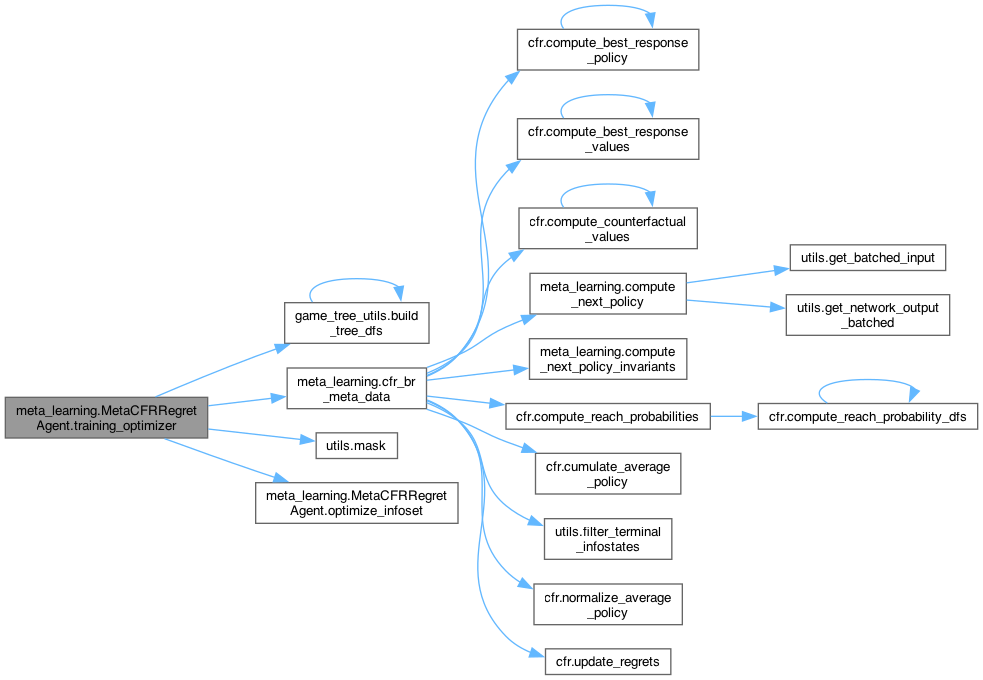 meta_learning.MetaCFRRegret
Agent.training_optimizer
game_tree_utils.build
_tree_dfs
meta_learning.cfr_br
_meta_data
utils.mask
meta_learning.MetaCFRRegret
Agent.optimize_infoset
cfr.compute_best_response
_policy
cfr.compute_best_response
_values
cfr.compute_counterfactual
_values
meta_learning.compute
_next_policy
meta_learning.compute
_next_policy_invariants
cfr.compute_reach_probabilities
cfr.cumulate_average
_policy
utils.filter_terminal
_infostates
cfr.normalize_average
_policy
cfr.update_regrets
utils.get_batched_input
utils.get_network_output
_batched
cfr.compute_reach_probability_dfs